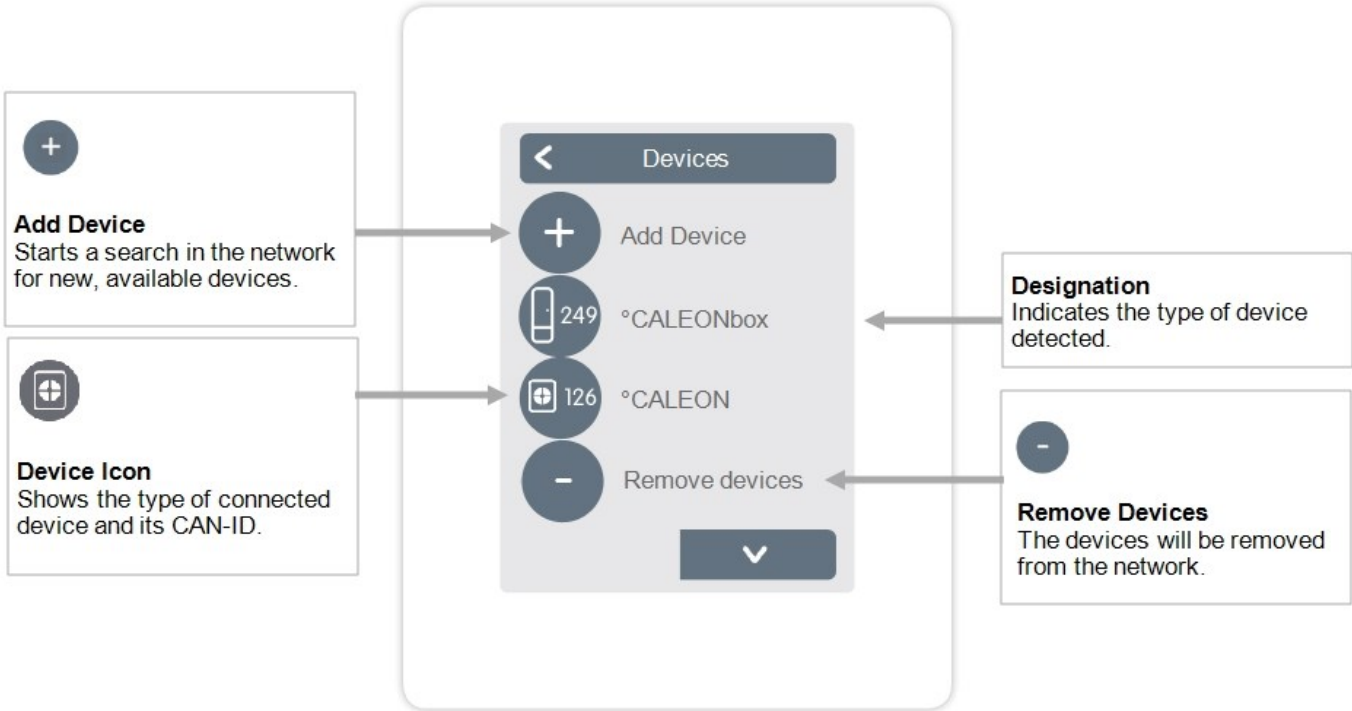 +
Add Device
Starts a search in the network
for new, available devices.
Device Icon
Shows the type of connected
device and its CAN-ID.
< Devices
+ Add Device
249 °CALEONbox
126 °CALEON
- Remove devices
Designation
Indicates the type of device
detected.
-
Remove Devices
The devices will be removed
from the network.